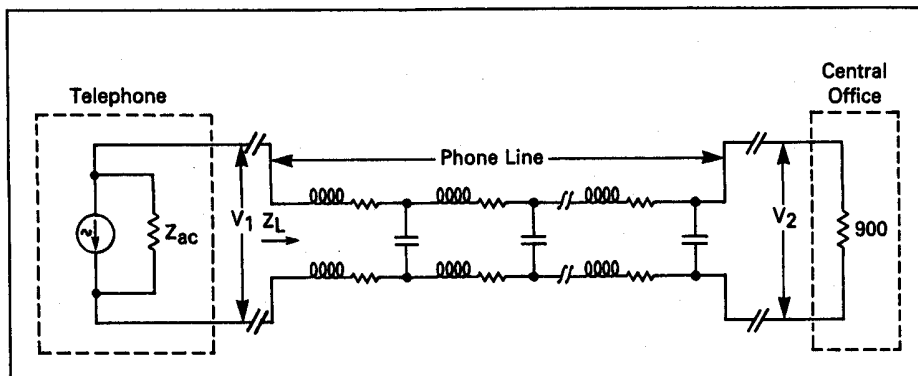 Telephone
Central
Office
Phone Line
V1
ZL
Zac
V2
900